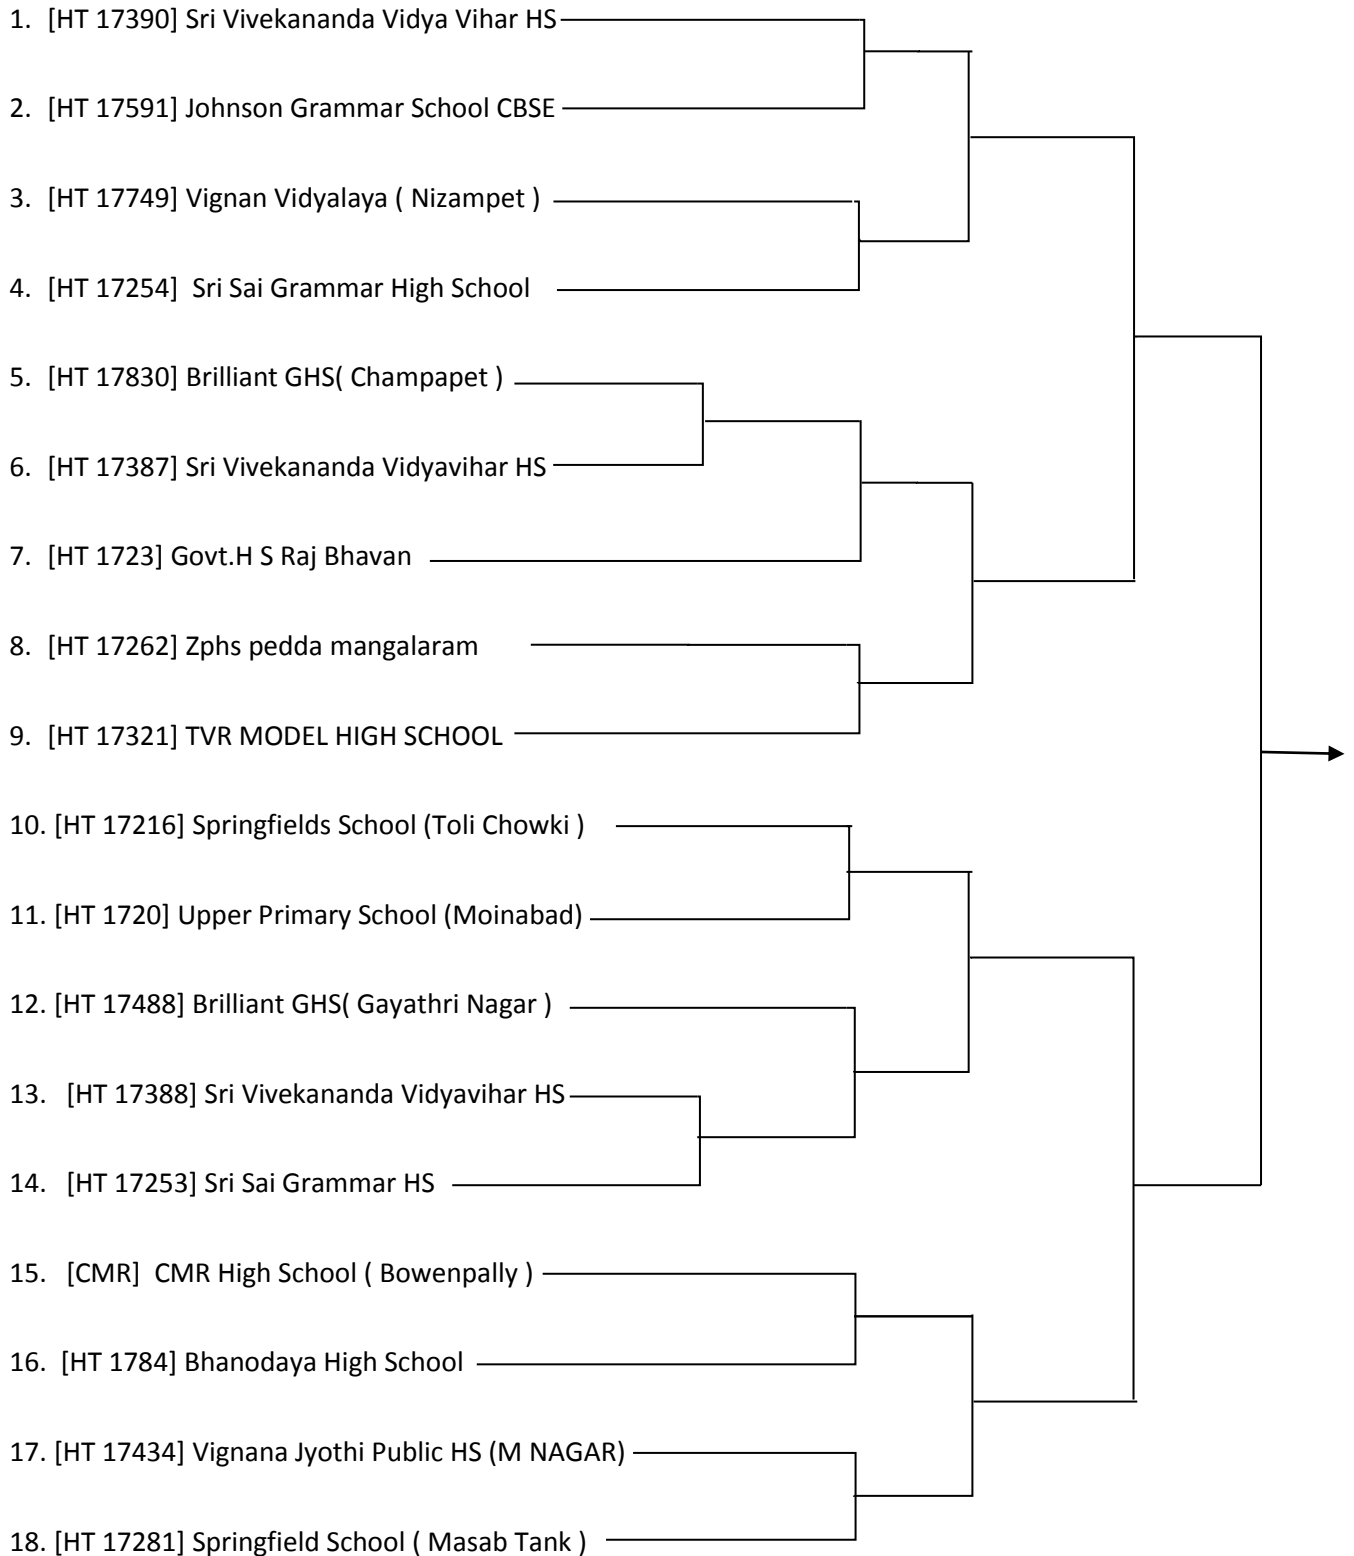 1. [HT 17390] Sri Vivekananda Vidya Vihar HS
2. [HT 17591] Johnson Grammar School CBSE
3. [HT 17749] Vignan Vidyalaya ( Nizampet )
4. [HT 17254] Sri Sai Grammar High School
5. [HT 17830] Brilliant GHS( Champapet )
6. [HT 17387] Sri Vivekananda Vidyavihar HS
7. [HT 1723] Govt.H S Raj Bhavan
8. [HT 17262] Zphs pedda mangalaram
9. [HT 17321] TVR MODEL HIGH SCHOOL
10. [HT 17216] Springfields School (Toli Chowki )
11. [HT 1720] Upper Primary School (Moinabad)
12. [HT 17488] Brilliant GHS( Gayathri Nagar )
13. [HT 17388] Sri Vivekananda Vidyavihar HS
14. [HT 17253] Sri Sai Grammar HS
15. [CMR] CMR High School ( Bowenpally )
16. [HT 1784] Bhanodaya High School
17. [HT 17434] Vignana Jyothi Public HS (M NAGAR)
18. [HT 17281] Springfield School ( Masab Tank )